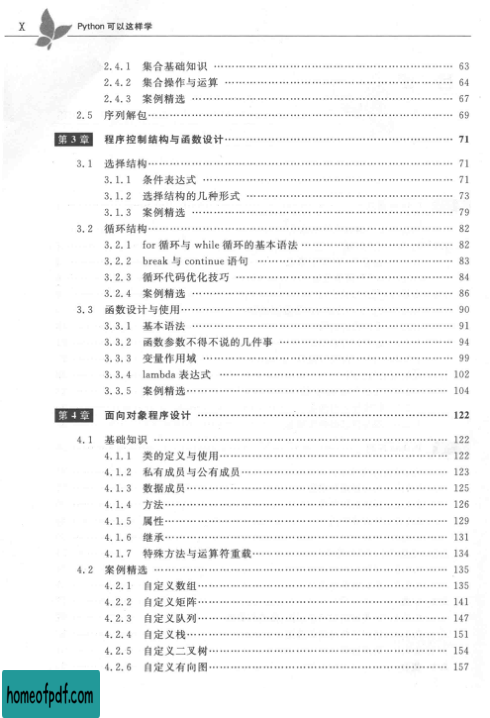 X Python 可以这样学
2.4.1 集合基础知识 …… 63
2.4.2 集合操作与运算 …… 64
2.4.3 案例精选 …… 67
2.5 序列解包 …… 69
第 3 章 程序控制结构与函数设计 …… 71
3.1 选择结构 …… 71
3.1.1 条件表达式 …… 71
3.1.2 选择结构的几种形式 …… 73
3.1.3 案例精选 …… 79
3.2 循环结构 …… 82
3.2.1 for 循环与 while 循环的基本语法 …… 82
3.2.2 break 与 continue 语句 …… 83
3.2.3 循环代码优化技巧 …… 84
3.2.4 案例精选 …… 86
3.3 函数设计与使用 …… 90
3.3.1 基本语法 …… 91
3.3.2 函数参数不得不说的几件事 …… 94
3.3.3 变量作用域 …… 99
3.3.4 lambda 表达式 …… 102
3.3.5 案例精选 …… 104
第 4 章 面向对象程序设计 …… 122
4.1 基础知识 …… 122
4.1.1 类的定义与使用 …… 122
4.1.2 私有成员与公有成员 …… 123
4.1.3 数据成员 …… 125
4.1.4 方法 …… 126
4.1.5 属性 …… 129
4.1.6 继承 …… 131
4.1.7 特殊方法与运算符重载 …… 134
4.2 案例精选 …… 135
4.2.1 自定义数组 …… 135
4.2.2 自定义矩阵 …… 141
4.2.3 自定义队列 …… 147
4.2.4 自定义栈 …… 151
4.2.5 自定义二叉树 …… 154
4.2.6 自定义有向图 …… 157
homeofpdf.com